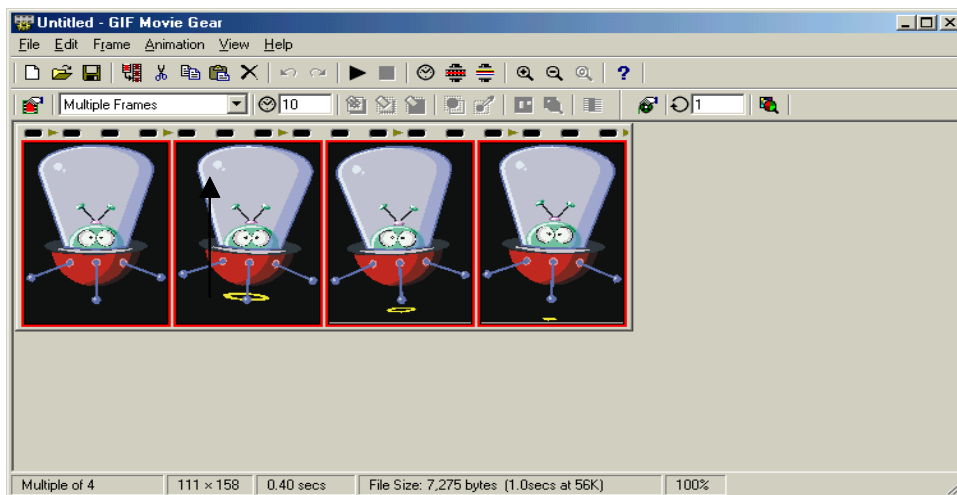 Untitled - GIF Movie Gear
File Edit Frame Animation View Help
?
Multiple Frames 10 1
Multiple of 4 111 × 158 0.40 secs File Size: 7,275 bytes (1.0secs at 56K) 100%